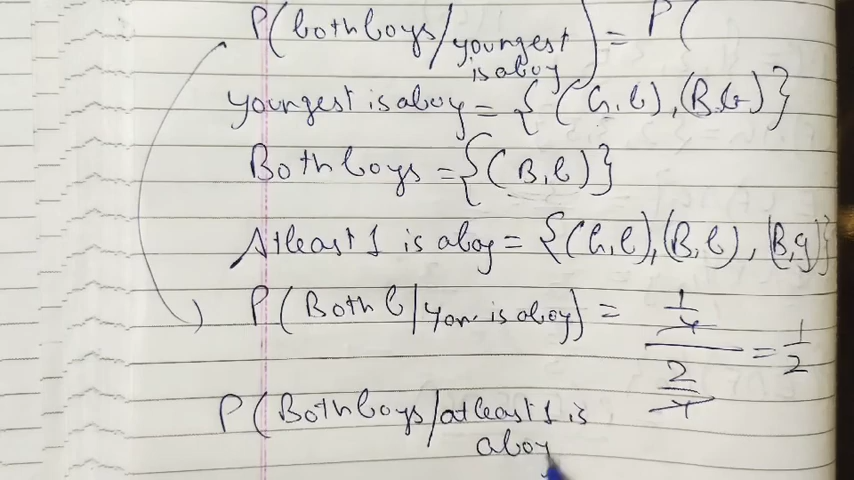 P(both boys/youngest is a boy) = P(
youngest is a boy = {(G, b), (B, b)}
Both boys = {(B, b)}
Atleast 1 is a boy = {(G, b), (B, b), (B, g)}
P(Both b/yon. is a boy) = 1/4 / 2/4 = 1/2
P(Both boys/atleast 1 is
a boy